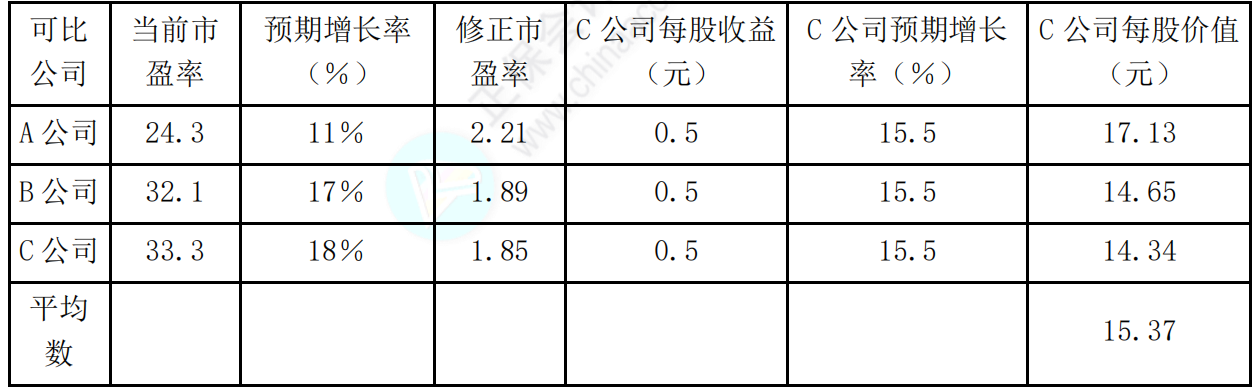 可比公司 当前市盈率 预期增长率（%） 修正市盈率 C 公司每股收益（元） C 公司预期增长率（%） C 公司每股价值（元）
A 公司 24.3 11% 2.21 0.5 15.5 17.13
B 公司 32.1 17% 1.89 0.5 15.5 14.65
C 公司 33.3 18% 1.85 0.5 15.5 14.34
平均数 15.37